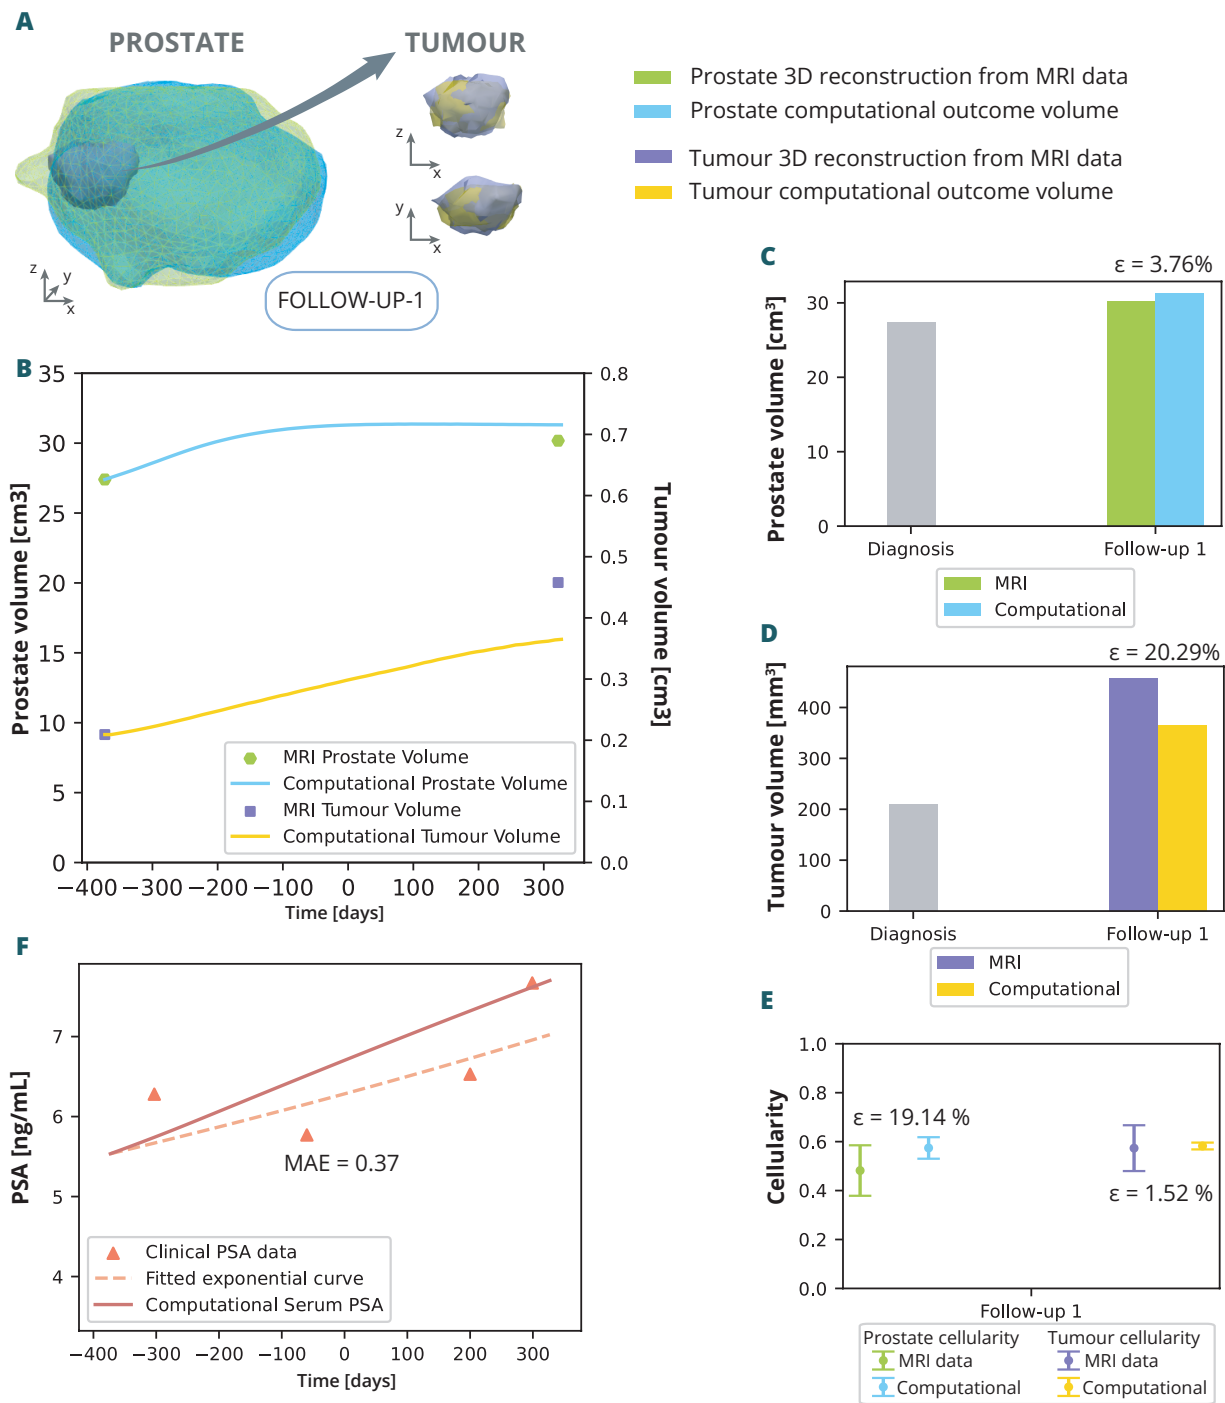 A
PROSTATE
TUMOUR
z
x
y
x
z
y
x
FOLLOW-UP-1
Prostate 3D reconstruction from MRI data
Prostate computational outcome volume
Tumour 3D reconstruction from MRI data
Tumour computational outcome volume
B
Prostate volume [cm3]
35
30
25
20
15
10
5
0
0.8
0.7
0.6
0.5
0.4
0.3
0.2
0.1
0.0
Tumour volume [cm3]
MRI Prostate Volume
Computational Prostate Volume
MRI Tumour Volume
Computational Tumour Volume
−400 −300 −200 −100 0 100 200 300
Time [days]
C
ε = 3.76%
Prostate volume [cm³]
30
20
10
0
Diagnosis Follow-up 1
MRI
Computational
D
ε = 20.29%
Tumour volume [mm³]
400
300
200
100
0
Diagnosis Follow-up 1
MRI
Computational
E
Cellularity
1.0
0.8
0.6
0.4
0.2
0.0
ε = 19.14 %
ε = 1.52 %
Follow-up 1
Prostate cellularity Tumour cellularity
MRI data MRI data
Computational Computational
F
PSA [ng/mL]
7
6
5
4
MAE = 0.37
Clinical PSA data
Fitted exponential curve
Computational Serum PSA
−400 −300 −200 −100 0 100 200 300
Time [days]